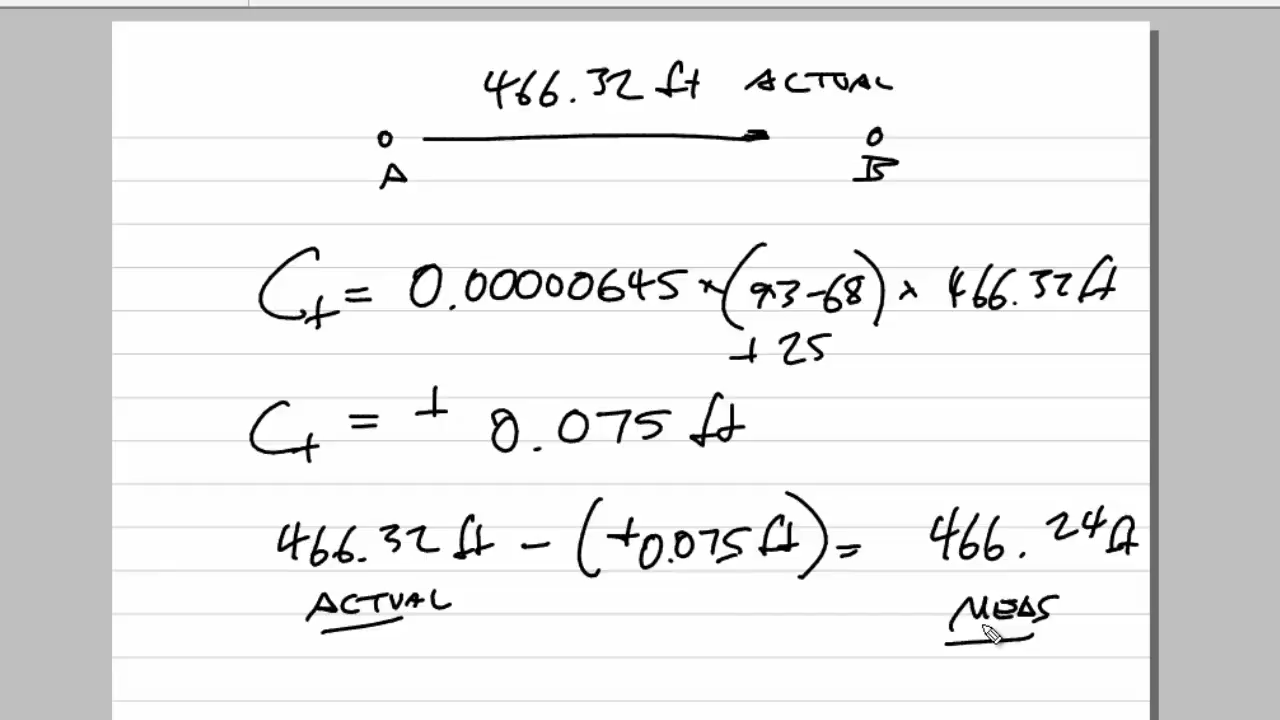 466.32 ft ACTUAL
A B
Ct = 0.00000645 × (93-68) × 466.32 ft
+ 25
Ct = + 0.075 ft
466.32 ft - (+0.075 ft) = 466.24 ft
ACTUAL MEAS